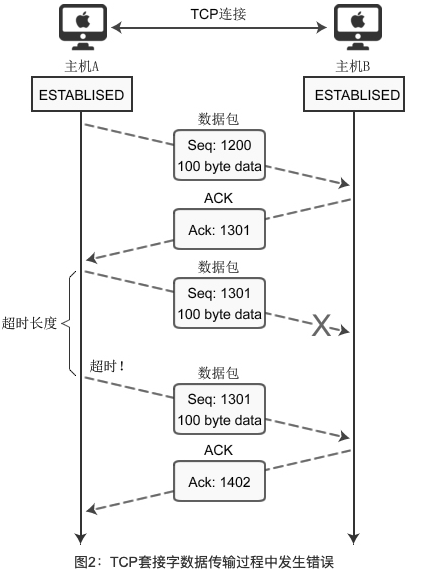 TCP连接
主机A
主机B
ESTABLISED
ESTABLISED
数据包
Seq: 1200
100 byte data
ACK
Ack: 1301
数据包
Seq: 1301
100 byte data
X
超时长度
超时!
数据包
Seq: 1301
100 byte data
ACK
Ack: 1402
图2：TCP套接字数据传输过程中发生错误